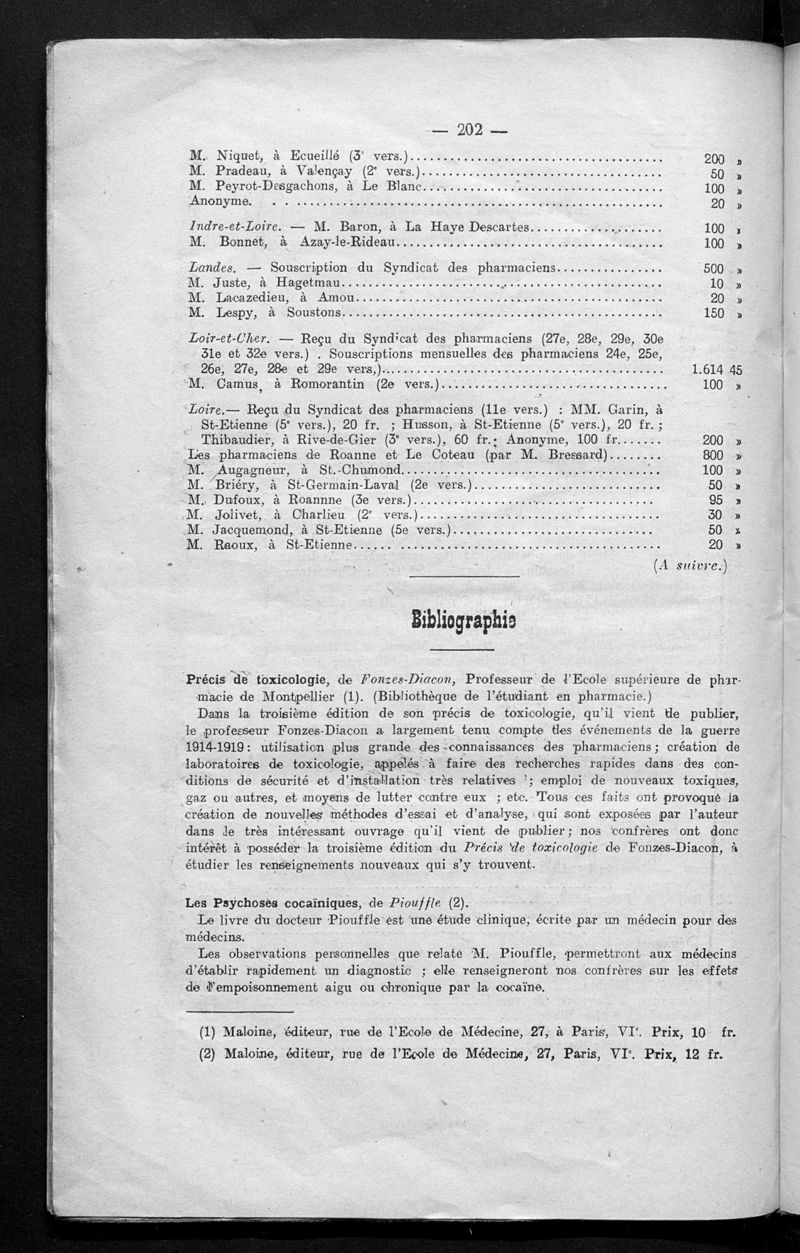 — 202 —
M. Niquet, à Ecueillé (3ᵉ vers.)........ 200 »
M. Pradeau, à Valençay (2ᵉ vers.)........ 50 »
M. Peyrot-Desgachons, à Le Blanc........ 100 »
Anonyme........ 20 »
Indre-et-Loire. — M. Baron, à La Haye Descartes........ 100 »
M. Bonnet, à Azay-le-Rideau........ 100 »
Landes. — Souscription du Syndicat des pharmaciens........ 500 »
M. Juste, à Hagetmau........ 10 »
M. Lacazedieu, à Amou........ 20 »
M. Lespy, à Soustons........ 150 »
Loir-et-Cher. — Reçu du Syndicat des pharmaciens (27e, 28e, 29e, 30e
31e et 32e vers.) . Souscriptions mensuelles des pharmaciens 24e, 25e,
26e, 27e, 28e et 29e vers,)........ 1.614 45
M. Camus, à Romorantin (2e vers.)........ 100 »
Loire.— Reçu du Syndicat des pharmaciens (11e vers.) : MM. Garin, à
St-Etienne (5ᵉ vers.), 20 fr. ; Husson, à St-Etienne (5ᵉ vers.), 20 fr. ;
Thibaudier, à Rive-de-Gier (3ᵉ vers.), 60 fr.; Anonyme, 100 fr........ 200 »
Les pharmaciens de Roanne et Le Coteau (par M. Bressard)........ 800 »
M. Augagneur, à St.-Chumond........ 100 »
M. Briéry, à St-Germain-Laval (2e vers.)........ 50 »
M. Dufoux, à Roannne (3e vers.)........ 95 »
M. Jolivet, à Charlieu (2ᵉ vers.)........ 30 »
M. Jacquemond, à St-Etienne (5e vers.)........ 50 »
M. Raoux, à St-Etienne........ 20 »
(A suivre.)
Bibliographie
Précis de toxicologie, de Fonzes-Diacon, Professeur de l'Ecole supérieure de phar-
macie de Montpellier (1). (Bibliothèque de l'étudiant en pharmacie.)
Dans la troisième édition de son précis de toxicologie, qu'il vient de publier,
le professeur Fonzes-Diacon a largement tenu compte des événements de la guerre
1914-1919 : utilisation plus grande des connaissances des pharmaciens ; création de
laboratoires de toxicologie, appelés à faire des recherches rapides dans des con-
ditions de sécurité et d'installation très relatives ; emploi de nouveaux toxiques,
gaz ou autres, et moyens de lutter contre eux ; etc. Tous ces faits ont provoqué la
création de nouvelles méthodes d'essai et d'analyse, qui sont exposées par l'auteur
dans le très intéressant ouvrage qu'il vient de publier ; nos confrères ont donc
intérêt à posséder la troisième édition du Précis de toxicologie de Fonzes-Diacon, à
étudier les renseignements nouveaux qui s'y trouvent.
Les Psychoses cocaïniques, de Piouffle (2).
Le livre du docteur Piouffle est une étude clinique, écrite par un médecin pour des
médecins.
Les observations personnelles que relate M. Piouffle, permettront aux médecins
d'établir rapidement un diagnostic ; elle renseigneront nos confrères sur les effets
de l'empoisonnement aigu ou chronique par la cocaïne.
(1) Maloine, éditeur, rue de l'Ecole de Médecine, 27, à Paris, VIᵉ. Prix, 10 fr.
(2) Maloine, éditeur, rue de l'Ecole de Médecine, 27, Paris, VIᵉ. Prix, 12 fr.